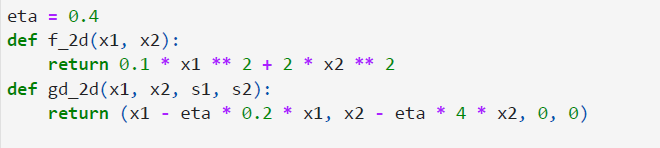 eta = 0.4
def f_2d(x1, x2):
    return 0.1 * x1 ** 2 + 2 * x2 ** 2
def gd_2d(x1, x2, s1, s2):
    return (x1 - eta * 0.2 * x1, x2 - eta * 4 * x2, 0, 0)